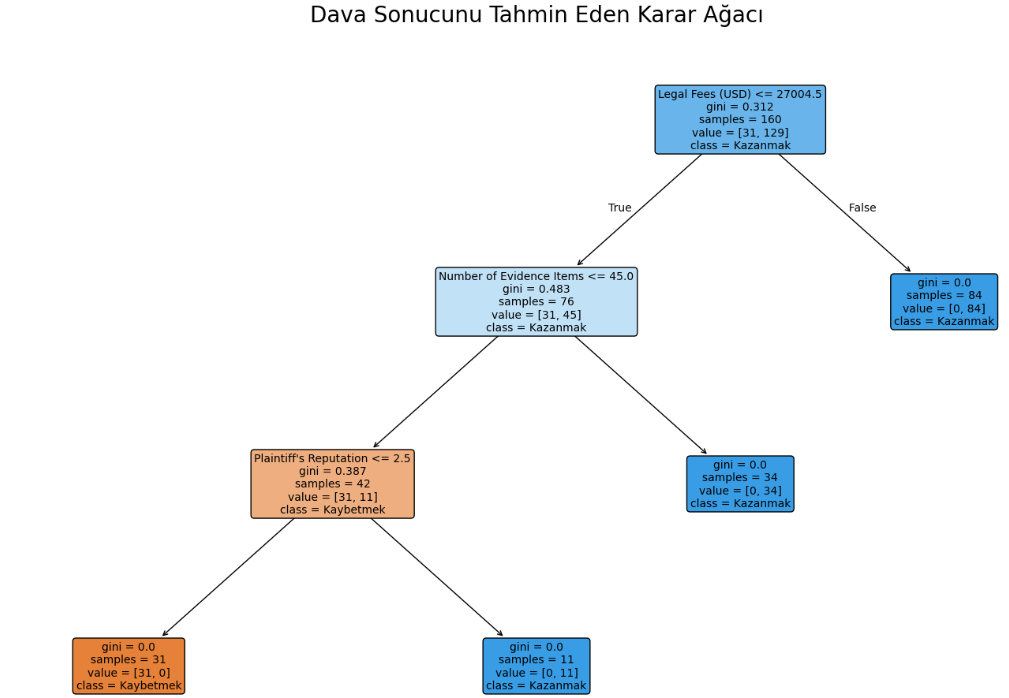 Dava Sonucunu Tahmin Eden Karar Ağacı
Legal Fees (USD) <= 27004.5
gini = 0.312
samples = 160
value = [31, 129]
class = Kazanmak
True
False
Number of Evidence Items <= 45.0
gini = 0.483
samples = 76
value = [31, 45]
class = Kazanmak
gini = 0.0
samples = 84
value = [0, 84]
class = Kazanmak
Plaintiff's Reputation <= 2.5
gini = 0.387
samples = 42
value = [31, 11]
class = Kaybetmek
gini = 0.0
samples = 34
value = [0, 34]
class = Kazanmak
gini = 0.0
samples = 31
value = [31, 0]
class = Kaybetmek
gini = 0.0
samples = 11
value = [0, 11]
class = Kazanmak